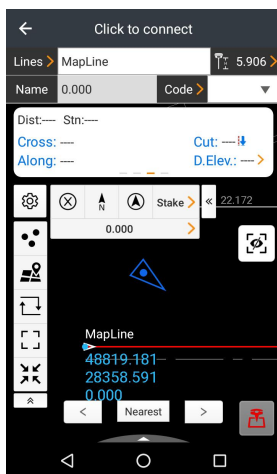 Click to connect
Lines MapLine 5.906
Name 0.000 Code
Dist:---- Stn:----
Cross: ---- Cut: ----
Along: ---- D.Elev.: ----
N Stake 22.172
0.000
MapLine
48819.181
28358.591
0.000
Nearest